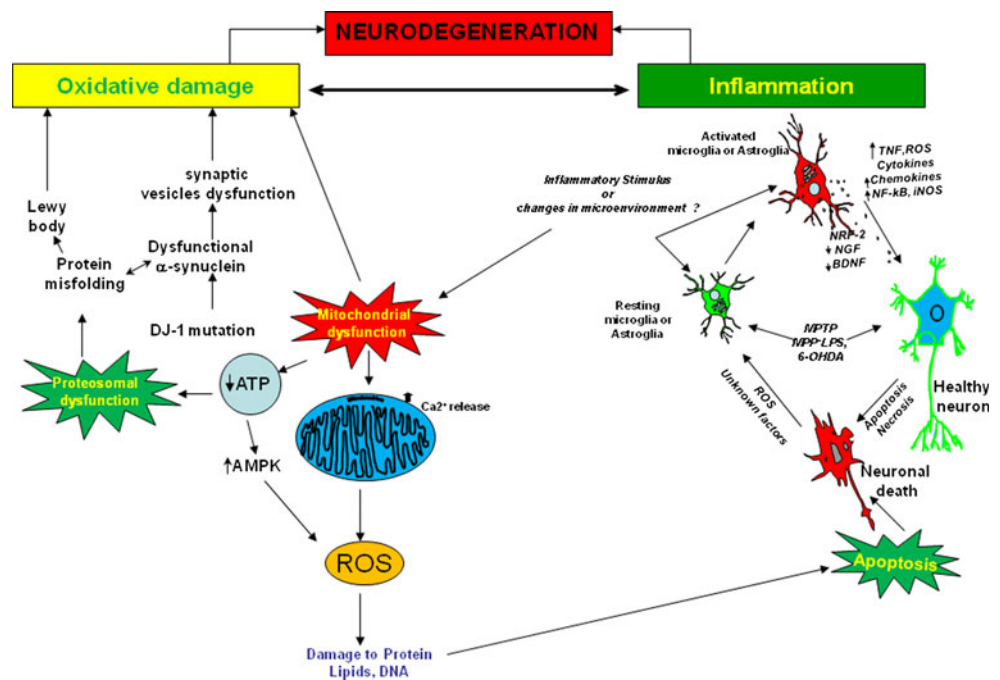 NEURODEGENERATION
Oxidative damage
Inflammation
Activated
microglia or Astroglia
TNF,ROS
Cytokines
Chemokines
NF-kB, iNOS
synaptic
vesicles dysfunction
Inflammatory Stimulus
or
changes in microenvironment ?
Lewy
body
NRF-2
NGF
BDNF
Dysfunctional
α-synuclein
Protein
misfolding
Resting
microglia or
Astroglia
DJ-1 mutation
Mitochondrial
dysfunction
MPTP
MPP⁺LPS,
6-OHDA
Proteosomal
dysfunction
↓ATP
Ca2⁺ release
Healthy
neuron
ROS
Unknown factors
Apoptosis
Necrosis
↑AMPK
Neuronal
death
ROS
Apoptosis
Damage to Protein
Lipids, DNA